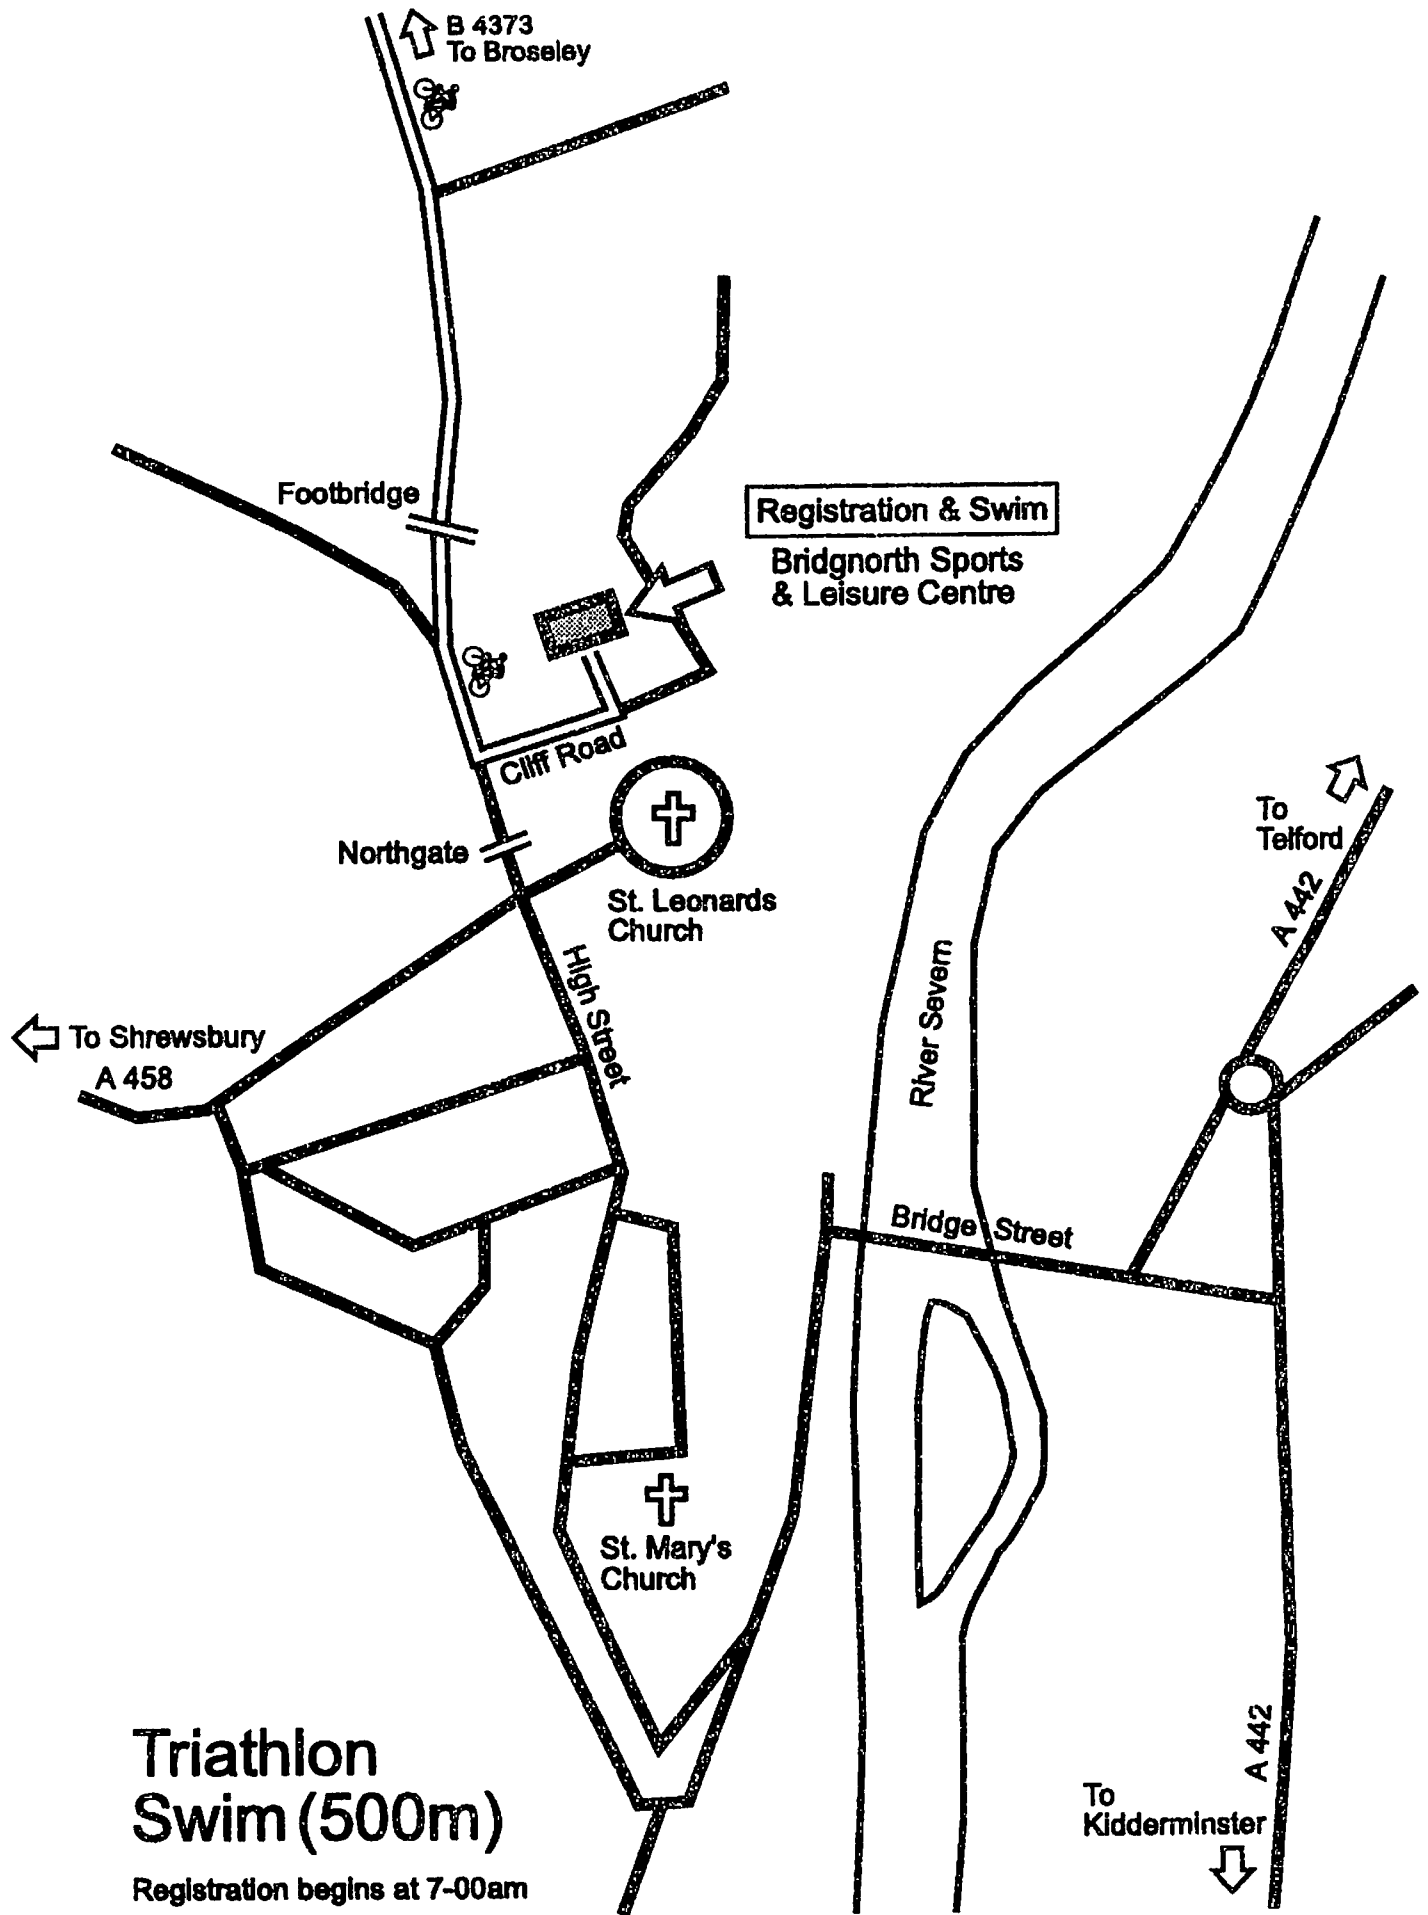 B 4373
To Broseley
Footbridge
Registration & Swim
Bridgnorth Sports
& Leisure Centre
Cliff Road
Northgate
St. Leonards
Church
To
Telford
A 442
High Street
River Severn
To Shrewsbury
A 458
Bridge Street
St. Mary's
Church
Triathlon
Swim (500m)
Registration begins at 7-00am
A 442
To
Kidderminster